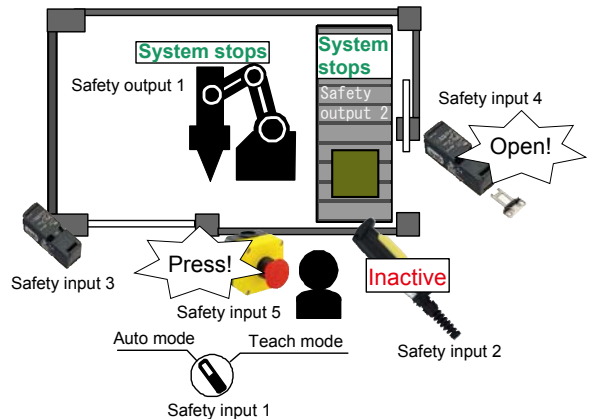 System stops
Safety output 1
System
stops
Safety
output 2
Safety input 4
Open!
Press!
Inactive
Safety input 3
Safety input 5
Auto mode
Teach mode
Safety input 2
Safety input 1